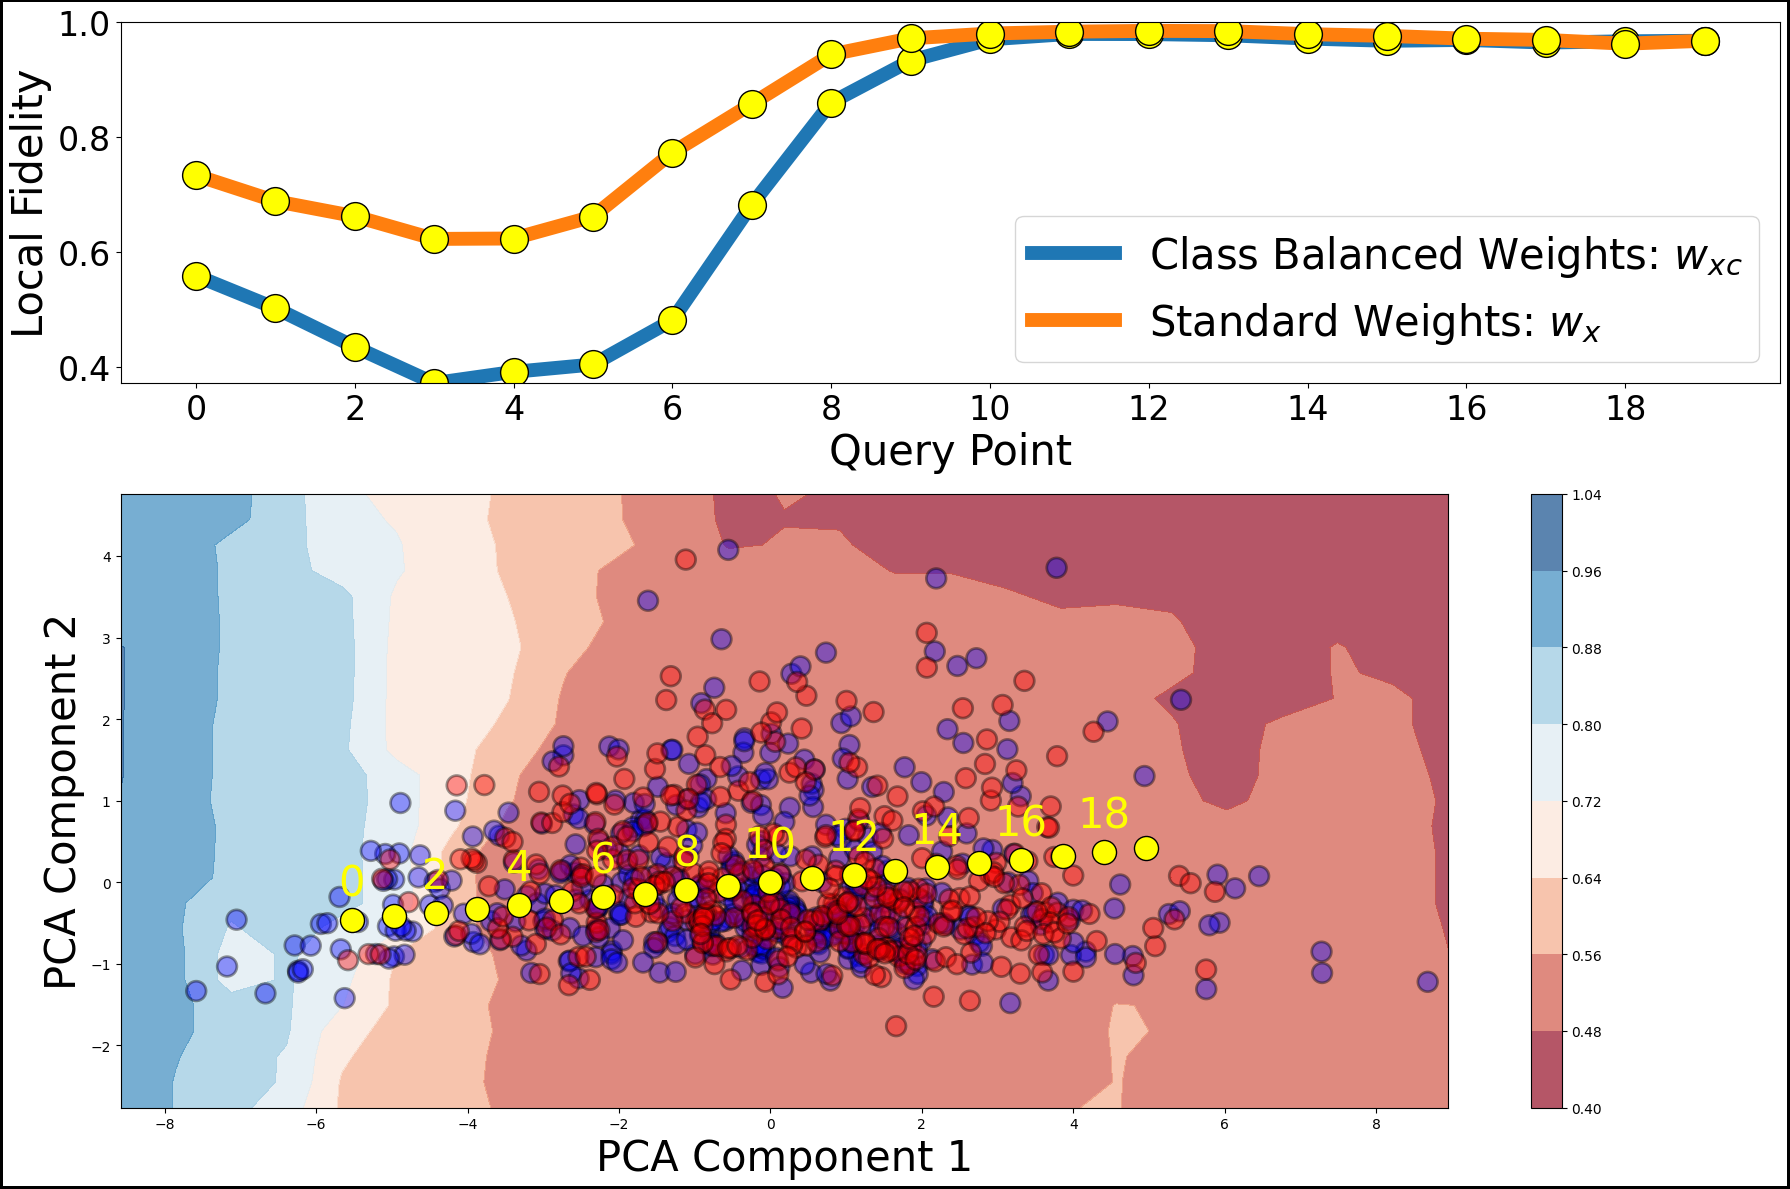 1.0
0.8
0.6
0.4
Local Fidelity
Class Balanced Weights: w_xc
Standard Weights: w_x
0 2 4 6 8 10 12 14 16 18
Query Point
4
3
2
1
0
−1
−2
PCA Component 2
0 2 4 6 8 10 12 14 16 18
−8 −6 −4 −2 0 2 4 6 8
PCA Component 1
1.04
0.96
0.88
0.80
0.72
0.64
0.56
0.48
0.40